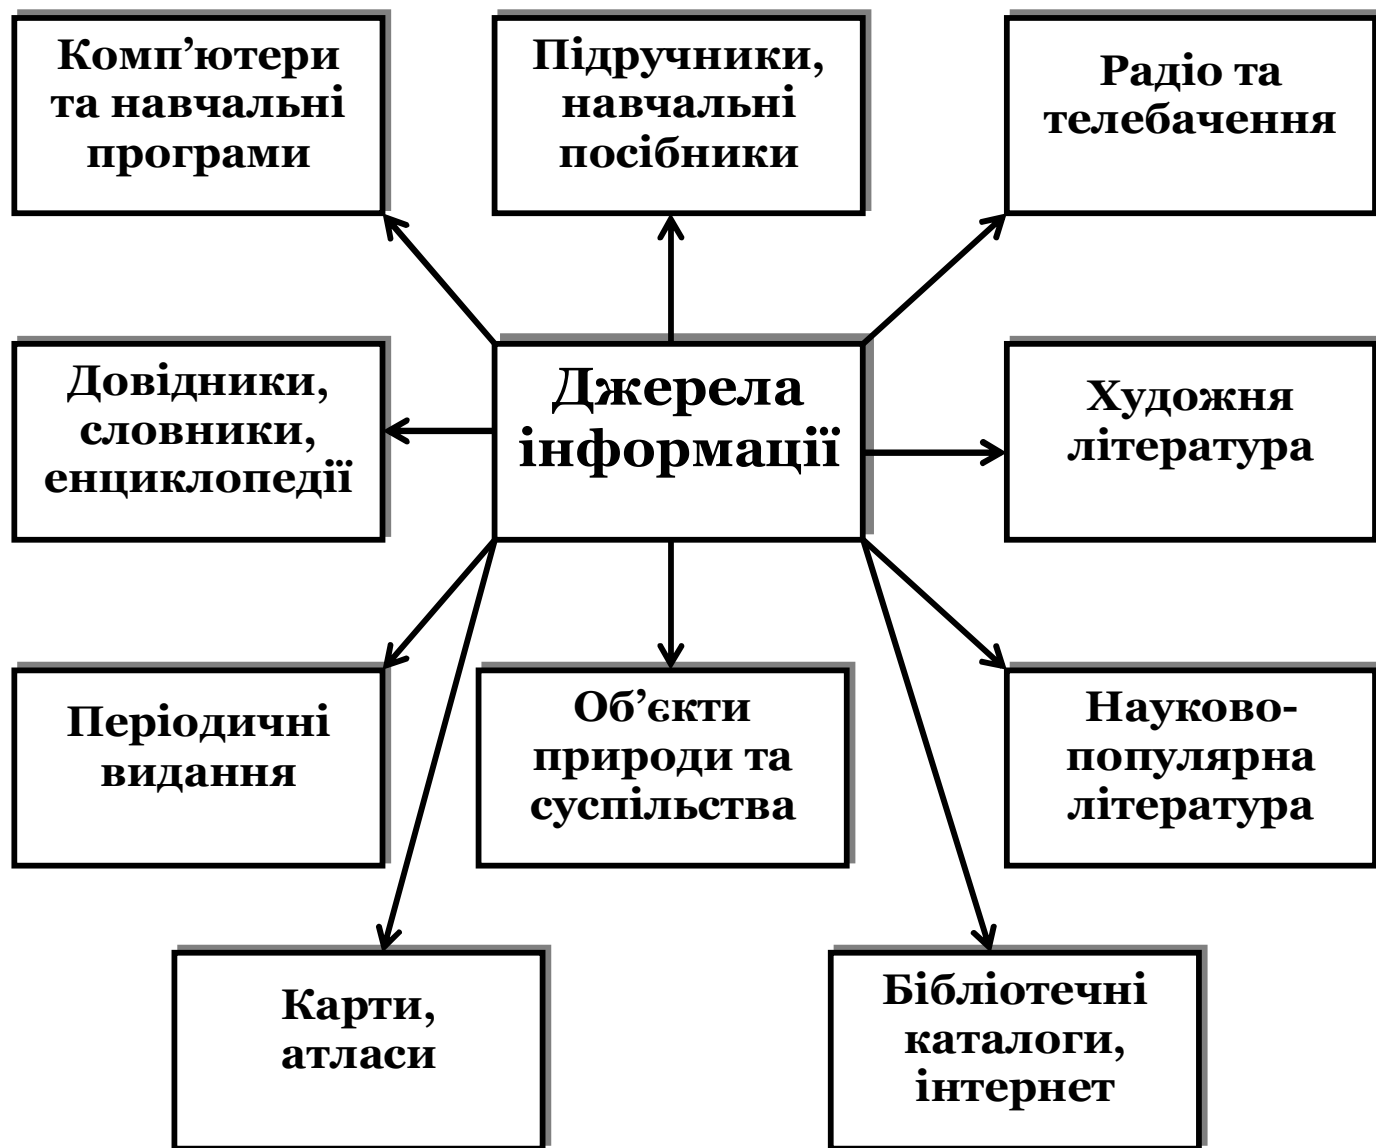 Комп’ютери
та навчальні
програми
Підручники,
навчальні
посібники
Радіо та
телебачення
Довідники,
словники,
енциклопедії
Джерела
інформації
Художня
література
Періодичні
видання
Об’єкти
природи та
суспільства
Науково-
популярна
література
Карти,
атласи
Бібліотечні
каталоги,
інтернет